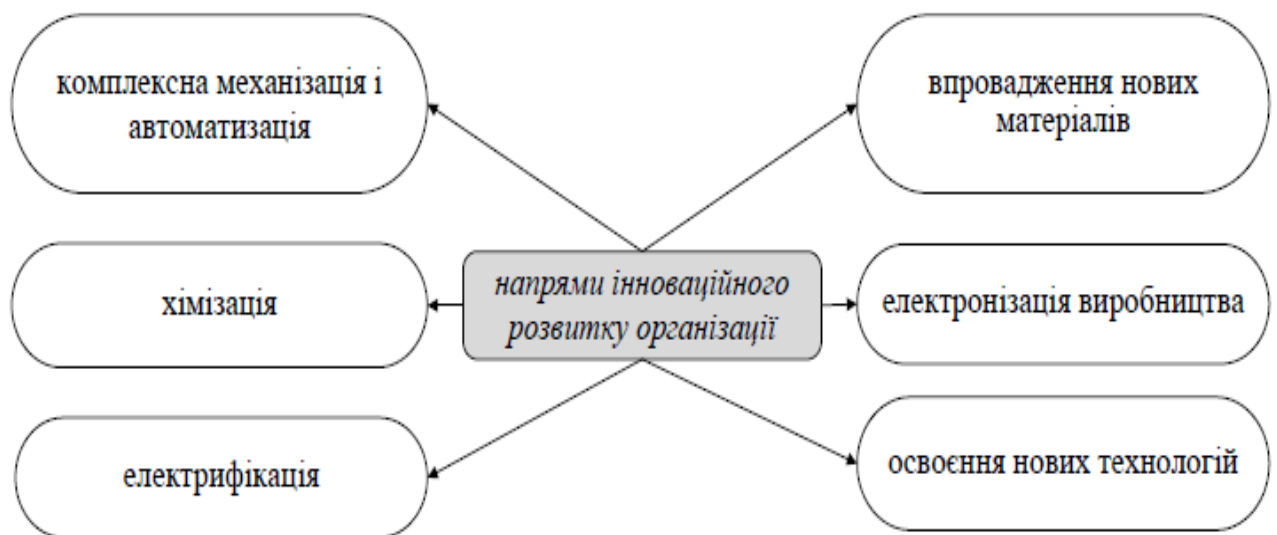 комплексна механізація і
автоматизація
впровадження нових
матеріалів
хімізація
напрями інноваційного
розвитку організації
електронізація виробництва
електрифікація
освоєння нових технологій